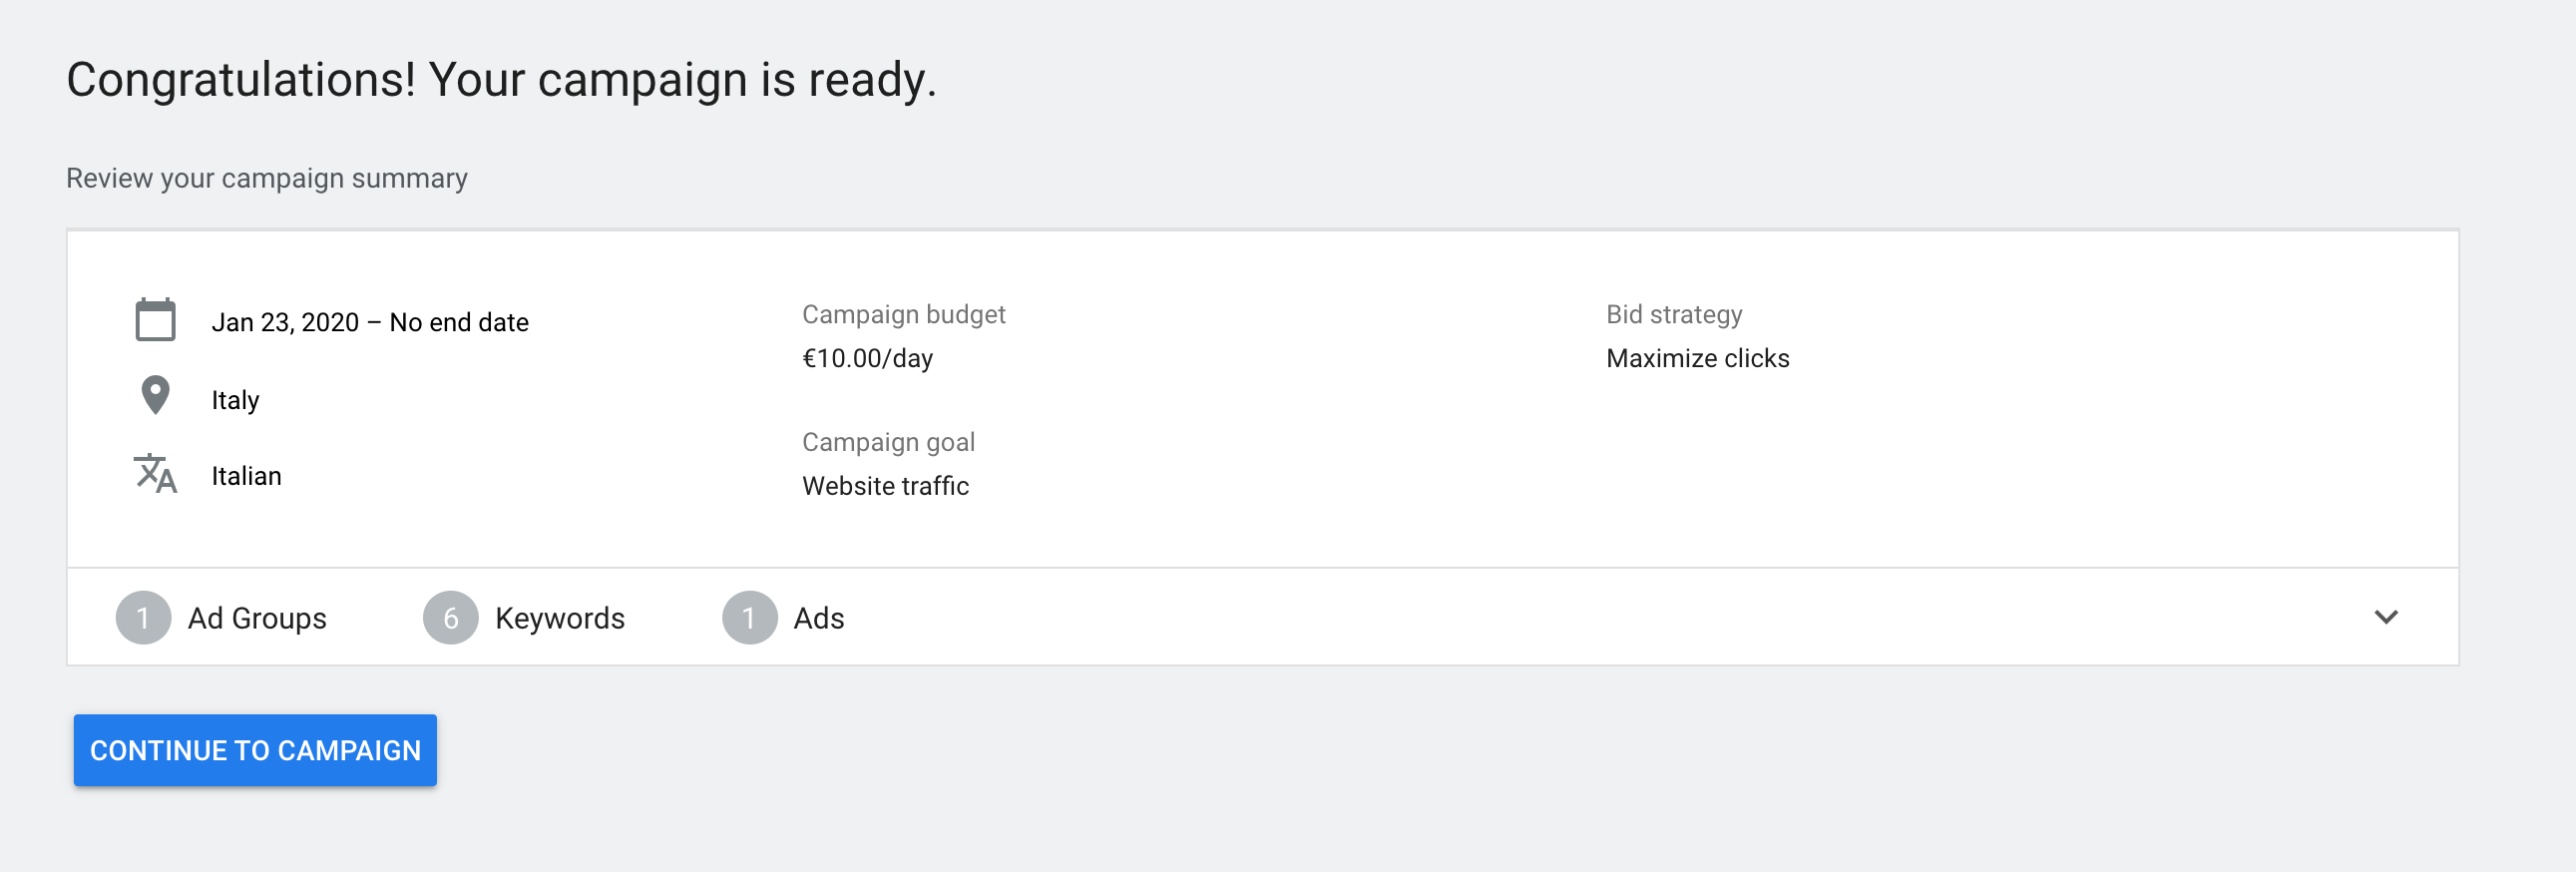 Congratulations! Your campaign is ready.
Review your campaign summary
Jan 23, 2020 – No end date
Italy
Italian
Campaign budget
€10.00/day
Campaign goal
Website traffic
Bid strategy
Maximize clicks
1 Ad Groups 6 Keywords 1 Ads
CONTINUE TO CAMPAIGN